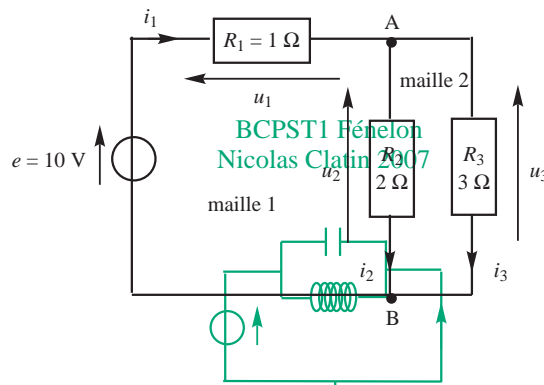 i1
R1 = 1 Ω
A
maille 2
u1
BCPST1 Fénelon
Nicolas Clatin 2007
e = 10 V
u2
R2
2 Ω
R3
3 Ω
u3
maille 1
i2
i3
B